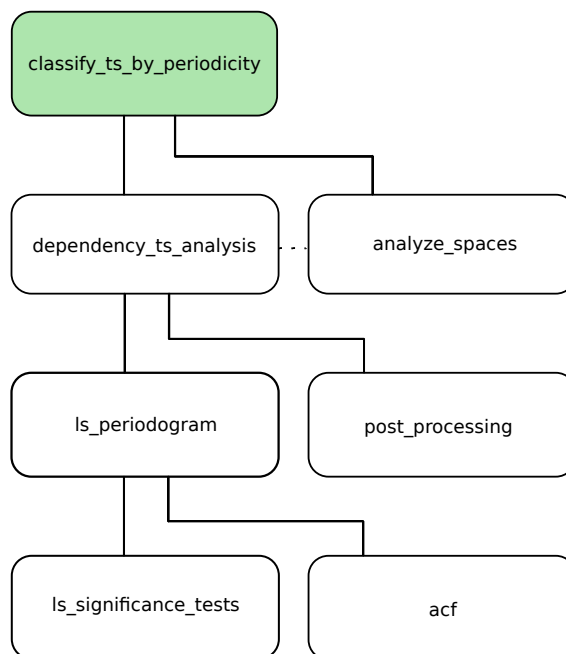 classify_ts_by_periodicity
dependency_ts_analysis
analyze_spaces
ls_periodogram
post_processing
ls_significance_tests
acf